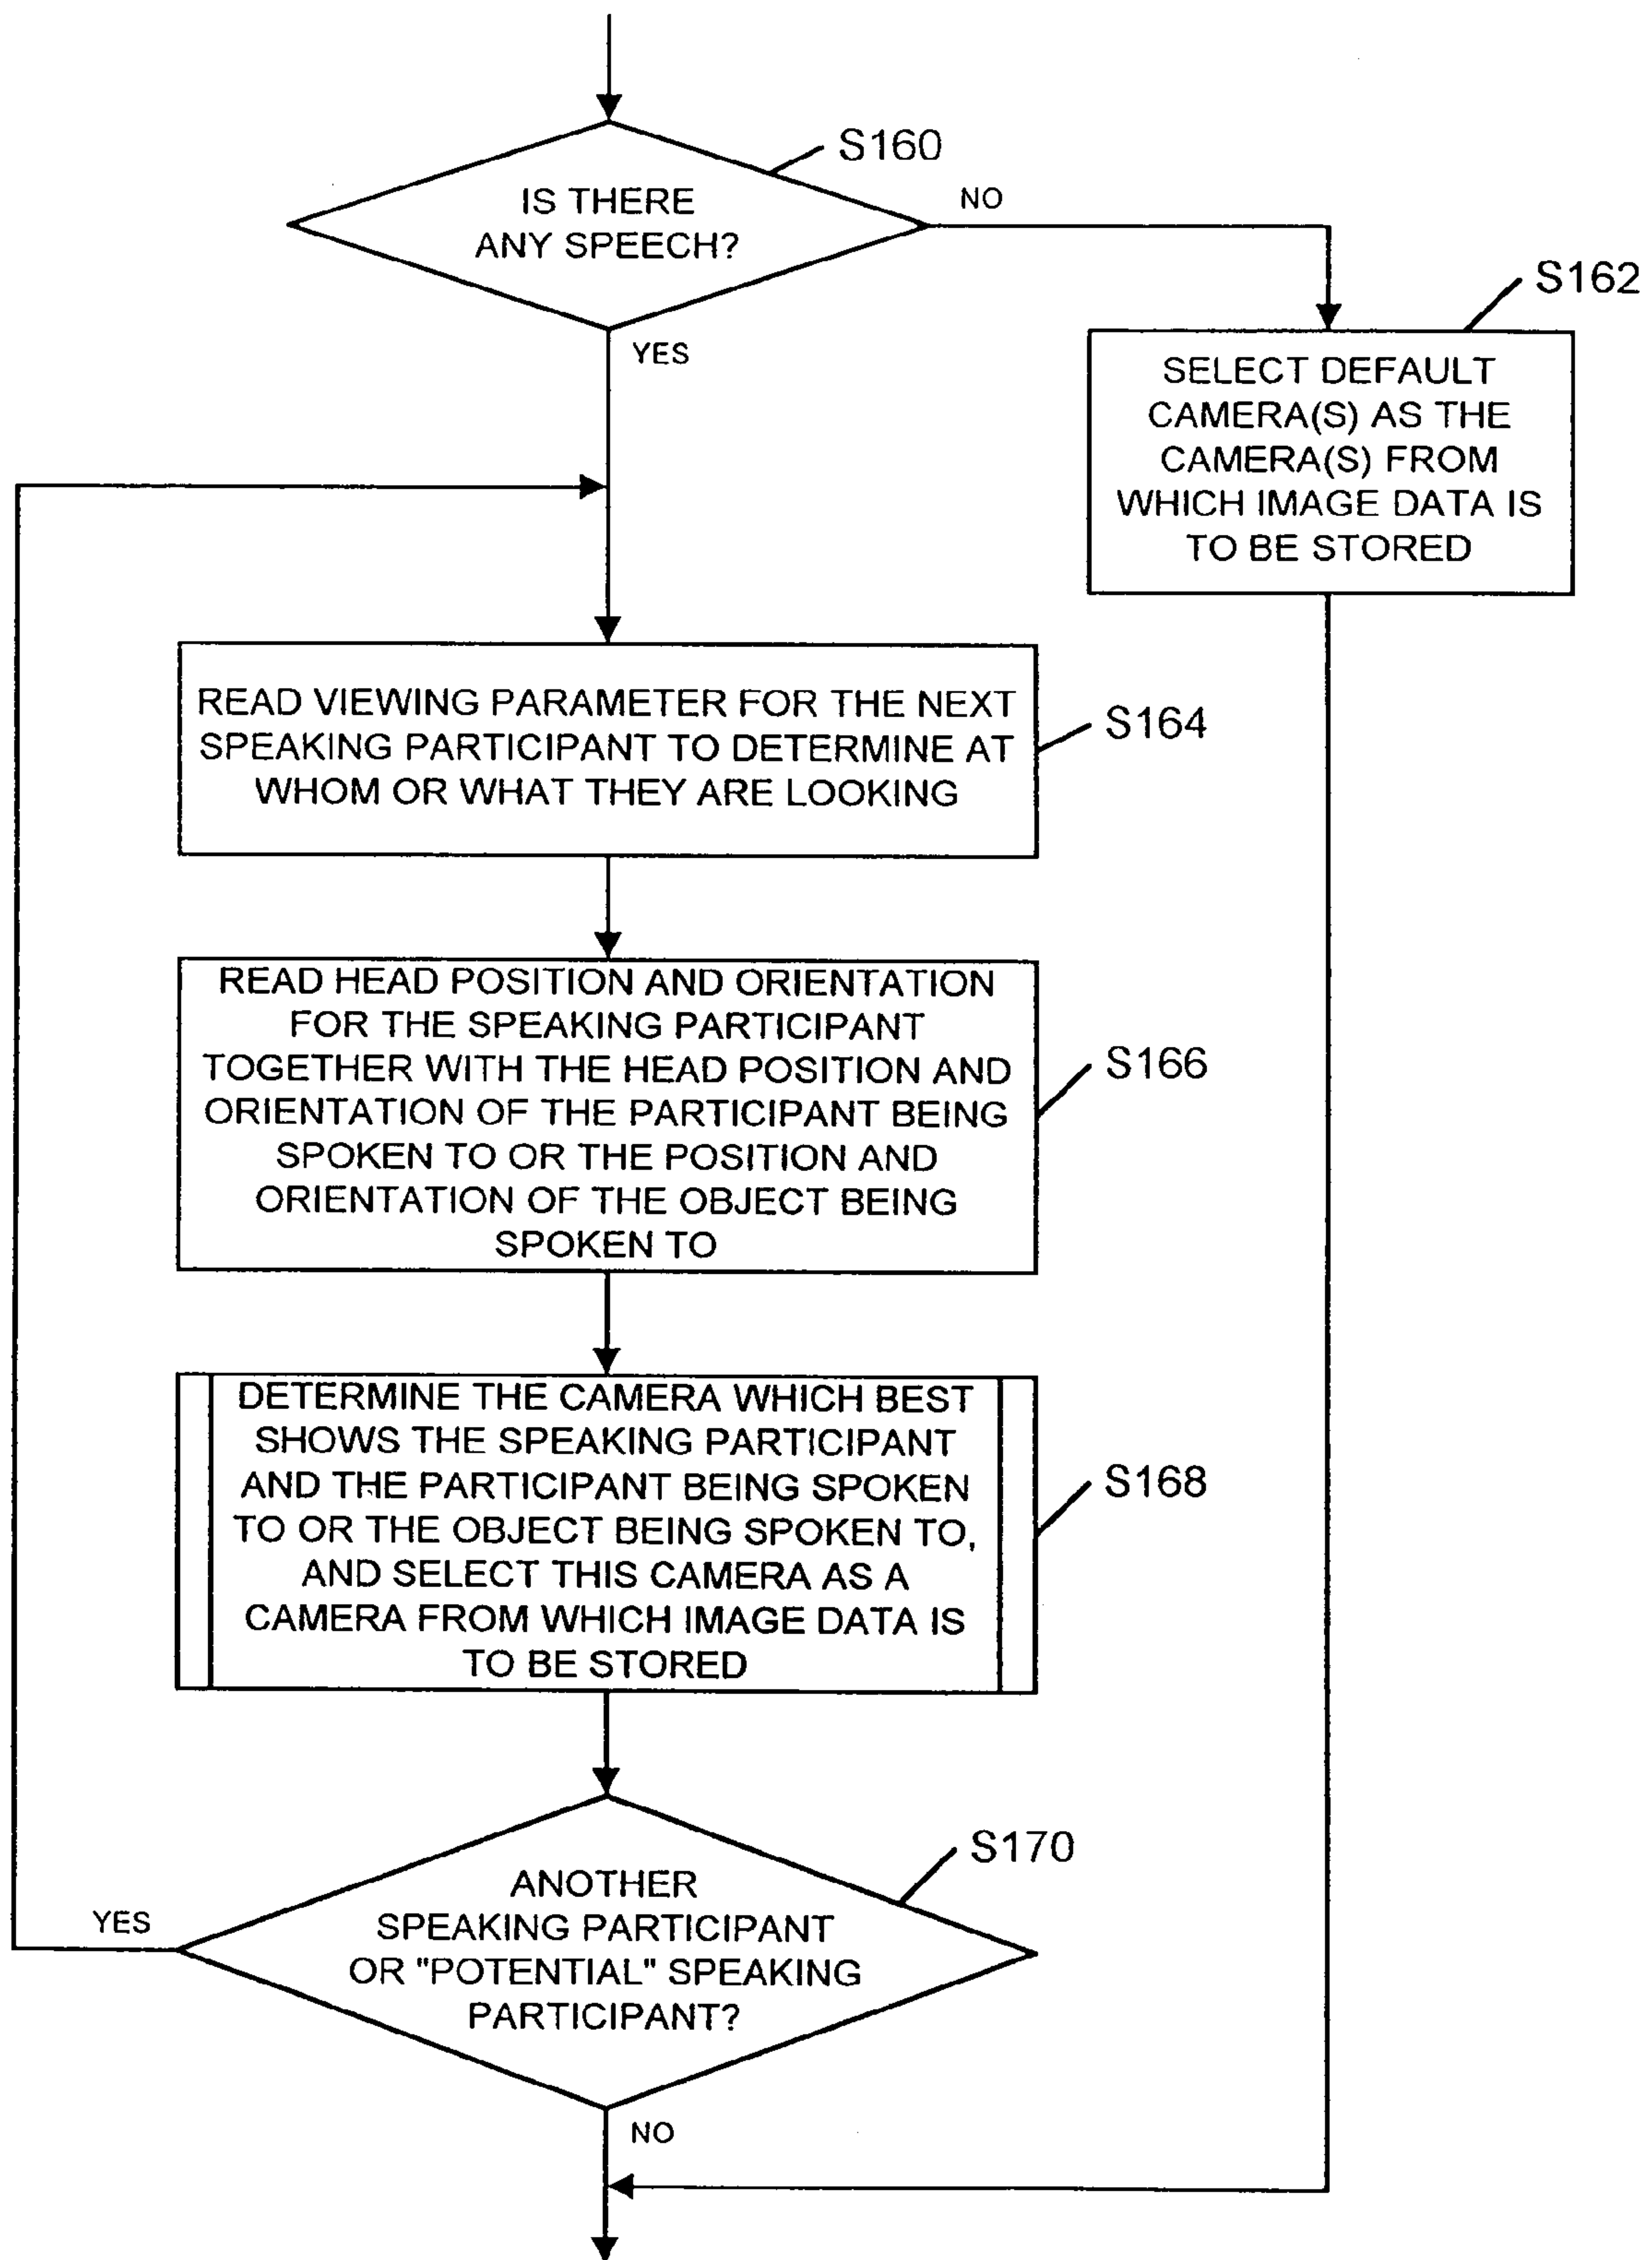 S160
IS THERE
ANY SPEECH?
NO
YES
S162
SELECT DEFAULT
CAMERA(S) AS THE
CAMERA(S) FROM
WHICH IMAGE DATA IS
TO BE STORED
READ VIEWING PARAMETER FOR THE NEXT
SPEAKING PARTICIPANT TO DETERMINE AT
WHOM OR WHAT THEY ARE LOOKING
S164
READ HEAD POSITION AND ORIENTATION
FOR THE SPEAKING PARTICIPANT
TOGETHER WITH THE HEAD POSITION AND
ORIENTATION OF THE PARTICIPANT BEING
SPOKEN TO OR THE POSITION AND
ORIENTATION OF THE OBJECT BEING
SPOKEN TO
S166
DETERMINE THE CAMERA WHICH BEST
SHOWS THE SPEAKING PARTICIPANT
AND THE PARTICIPANT BEING SPOKEN
TO OR THE OBJECT BEING SPOKEN TO,
AND SELECT THIS CAMERA AS A
CAMERA FROM WHICH IMAGE DATA IS
TO BE STORED
S168
S170
ANOTHER
SPEAKING PARTICIPANT
OR "POTENTIAL" SPEAKING
PARTICIPANT?
YES
NO